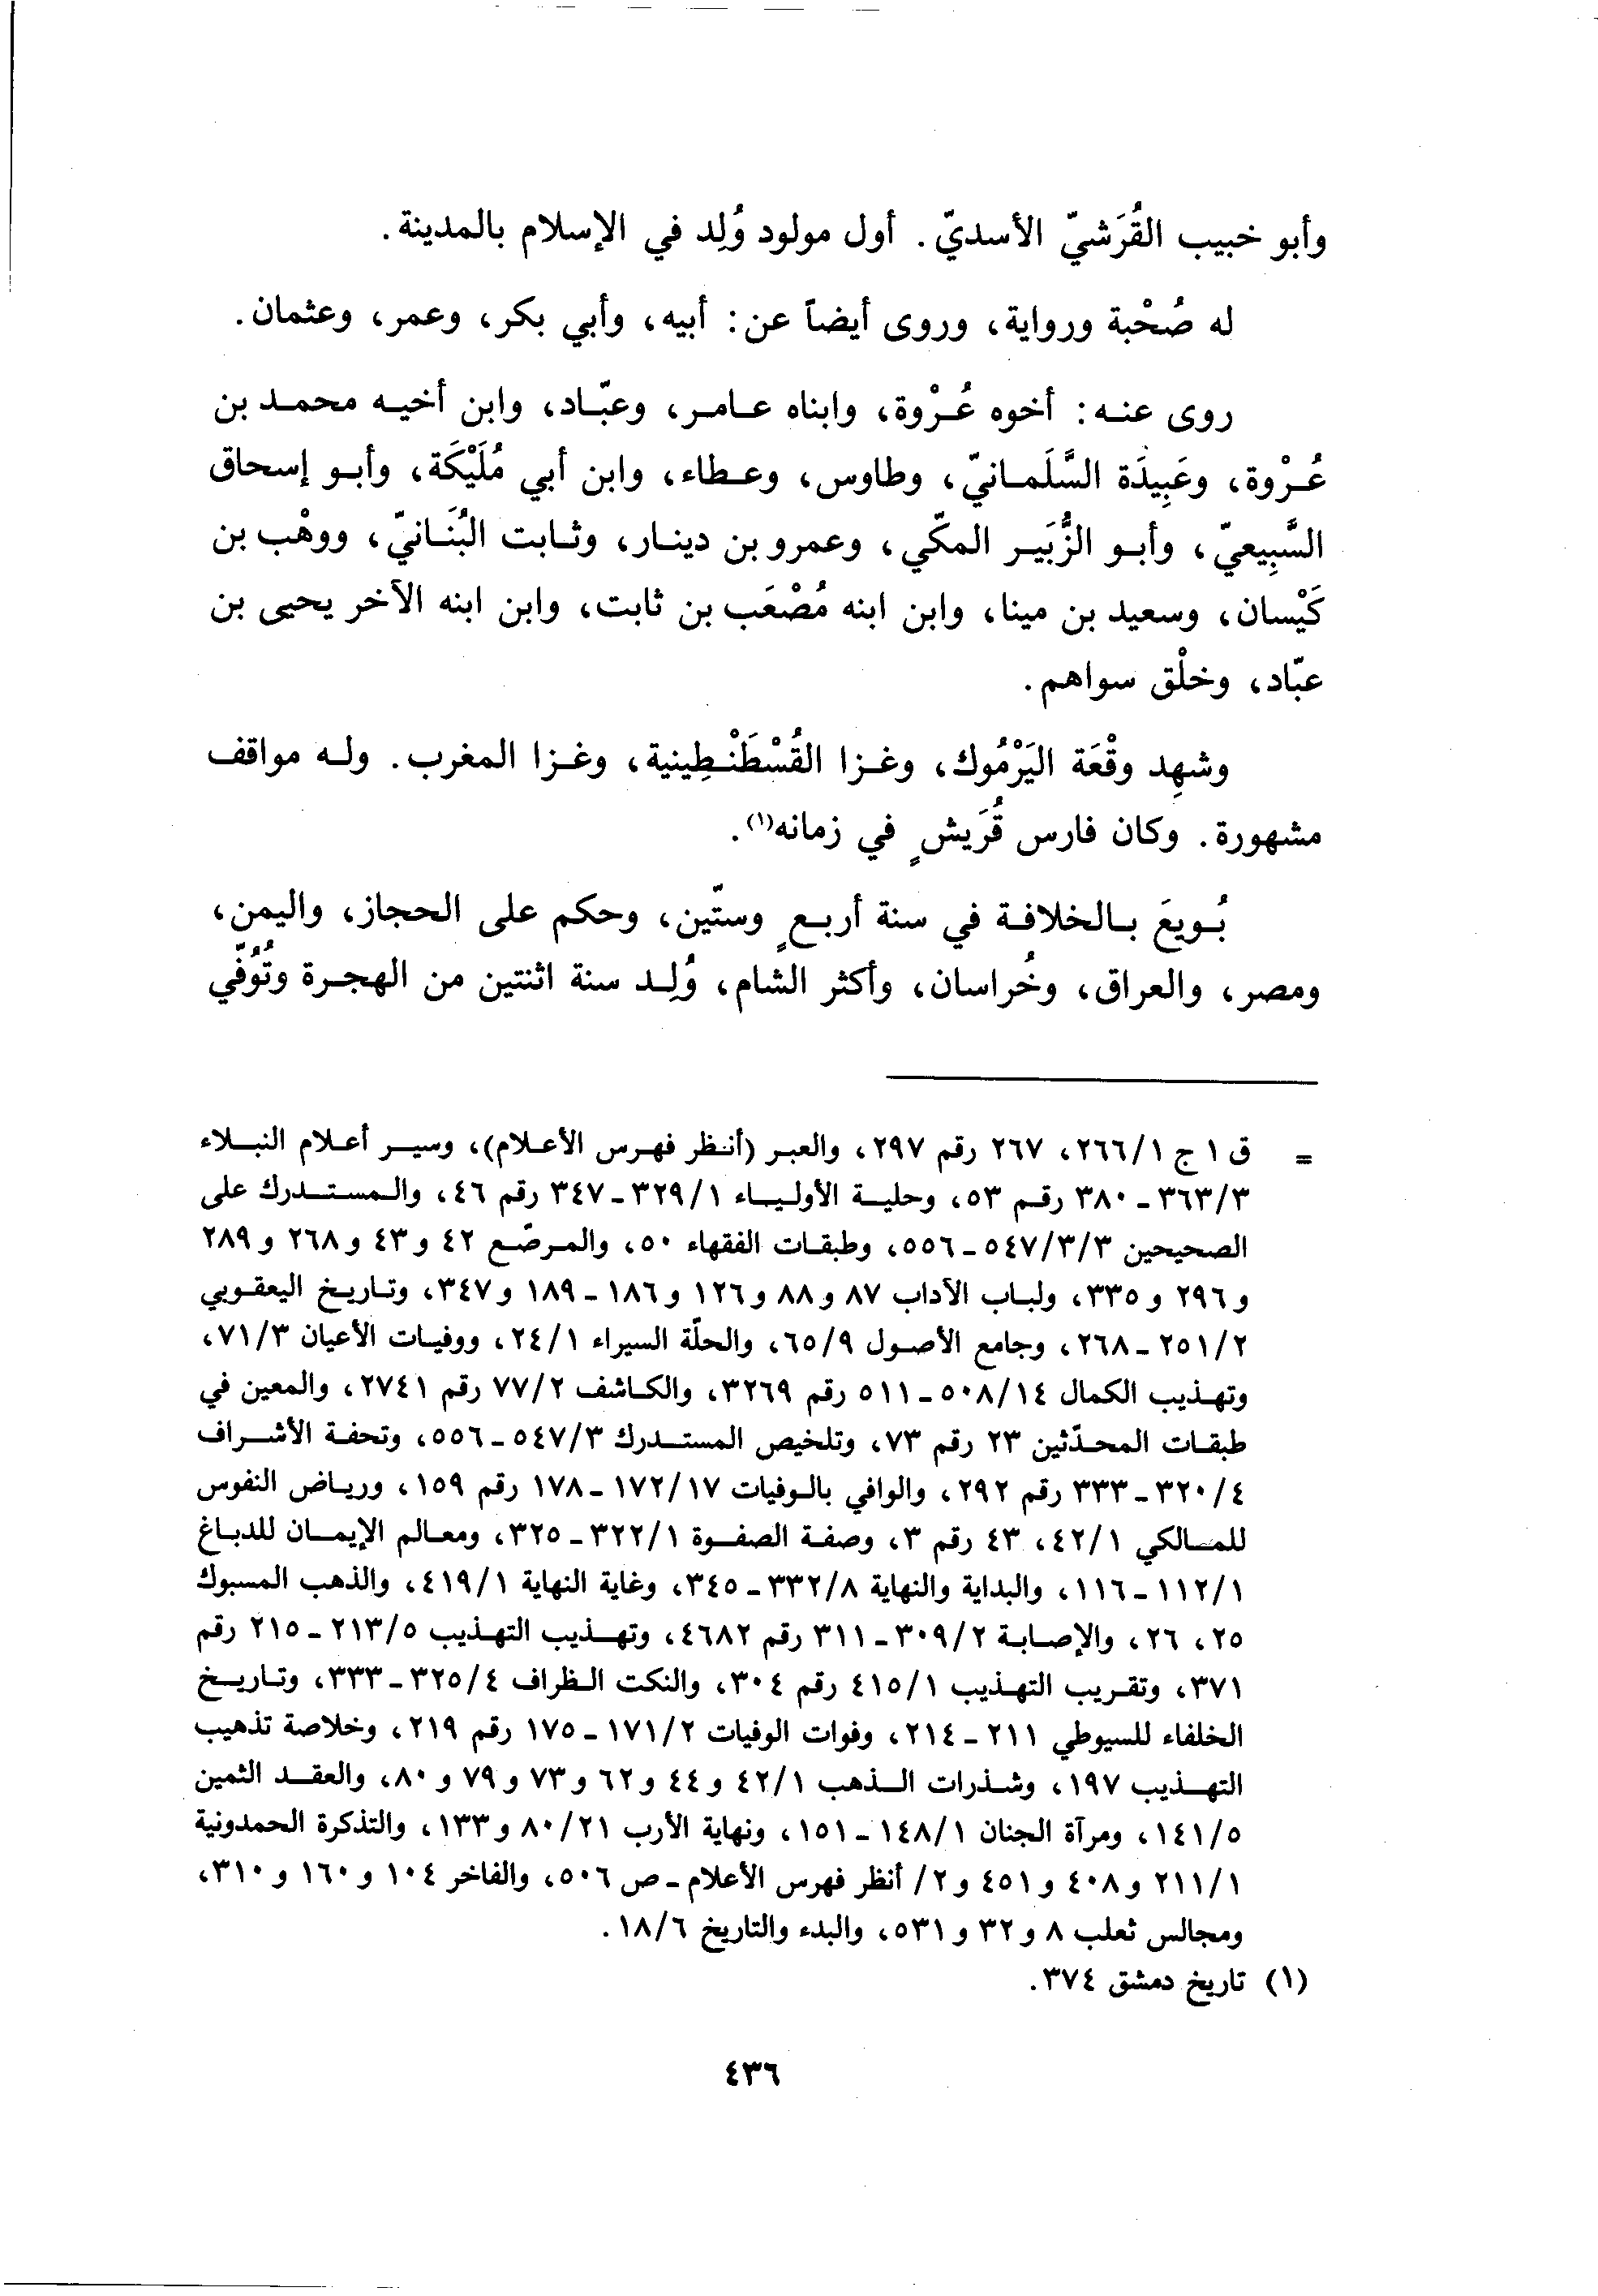 وأبو خبيب القُرَشيّ الأسديّ. أول مولود وُلِد في الإسلام بالمدينة.
له صُحْبة ورواية، وروى أيضاً عن: أبيه، وأبي بكر، وعمر، وعثمان.
روى عنه: أخوه عُرْوة، وابناه عامر، وعبّاد، وابن أخيه محمد بن
عُرْوة، وعَبِيدَة السَّلَمانيّ، وطاوس، وعطاء، وابن أبي مُلَيْكَة، وأبو إسحاق
السَّبِيعيّ، وأبو الزُّبَير المكّي، وعمرو بن دينار، وثابت البُنَانيّ، ووهْب بن
كَيْسان، وسعيد بن مينا، وابن ابنه مُصْعَب بن ثابت، وابن ابنه الآخر يحيى بن
عبّاد، وخلْق سواهم.
وشهِد وقْعَة اليَرْمُوك، وغزا القُسْطَنْطِينية، وغزا المغرب. وله مواقف
مشهورة. وكان فارس قُرَيشٍ في زمانه(١).
بُويعَ بالخلافة في سنة أربعٍ وستّين، وحكم على الحجاز، واليمن،
ومصر، والعراق، وخُراسان، وأكثر الشام، وُلِد سنة اثنتين من الهجرة وتُوُفّي
= ق ١ ج ٢٦٦/١، ٢٦٧ رقم ٢٩٧، والعبر (أنظر فهرس الأعلام)، وسير أعلام النبلاء
٣٦٣/٣ - ٣٨٠ رقم ٥٣، وحلية الأولياء ٣٢٩/١ - ٣٤٧ رقم ٤٦، والمستدرك على
الصحيحين ٥٤٧/٣/٣ - ٥٥٦، وطبقات الفقهاء ٥٠، والمرصّع ٤٢ و٤٣ و٢٦٨ و٢٨٩
و٢٩٦ و٣٣٥، ولباب الآداب ٨٧ و٨٨ و١٢٦ و١٨٦ - ١٨٩ و٣٤٧، وتاريخ اليعقوبي
٢٥١/٢ - ٢٦٨، وجامع الأصول ٦٥/٩، والحلّة السيراء ٢٤/١، ووفيات الأعيان ٧١/٣،
وتهذيب الكمال ٥٠٨/١٤ - ٥١١ رقم ٣٢٦٩، والكاشف ٧٧/٢ رقم ٢٧٤١، والمعين في
طبقات المحدّثين ٢٣ رقم ٧٣، وتلخيص المستدرك ٥٤٧/٣ - ٥٥٦، وتحفة الأشراف
٣٢٠/٤ - ٣٣٣ رقم ٢٩٢، والوافي بالوفيات ١٧٢/١٧ - ١٧٨ رقم ١٥٩، ورياض النفوس
للمالكي ٤٢/١، ٤٣ رقم ٣، وصفة الصفوة ٣٢٢/١ - ٣٢٥، ومعالم الإيمان للدباغ
١١٢/١ - ١١٦، والبداية والنهاية ٣٣٢/٨ - ٣٤٥، وغاية النهاية ٤١٩/١، والذهب المسبوك
٢٥، ٢٦، والإصابة ٣٠٩/٢ - ٣١١ رقم ٤٦٨٢، وتهذيب التهذيب ٢١٣/٥ - ٢١٥ رقم
٣٧١، وتقريب التهذيب ٤١٥/١ رقم ٣٠٤، والنكت الظراف ٣٢٥/٤ - ٣٣٣، وتاريخ
الخلفاء للسيوطي ٢١١ - ٢١٤، وفوات الوفيات ١٧١/٢ - ١٧٥ رقم ٢١٩، وخلاصة تذهيب
التهذيب ١٩٧، وشذرات الذهب ٤٢/١ و٤٤ و٦٢ و٧٣ و٧٩ و٨٠، والعقد الثمين
١٤١/٥، ومرآة الجنان ١٤٨/١ - ١٥١، ونهاية الأرب ٨٠/٢١ و١٣٣، والتذكرة الحمدونية
٢١١/١ و٤٠٨ و٤٥١ و٢/ أنظر فهرس الأعلام - ص ٥٠٦، والفاخر ١٠٤ و١٦٠ و٣١٠،
ومجالس ثعلب ٨ و٣٢ و٥٣١، والبدء والتاريخ ١٨/٦.
(١) تاريخ دمشق ٣٧٤.
٤٣٦